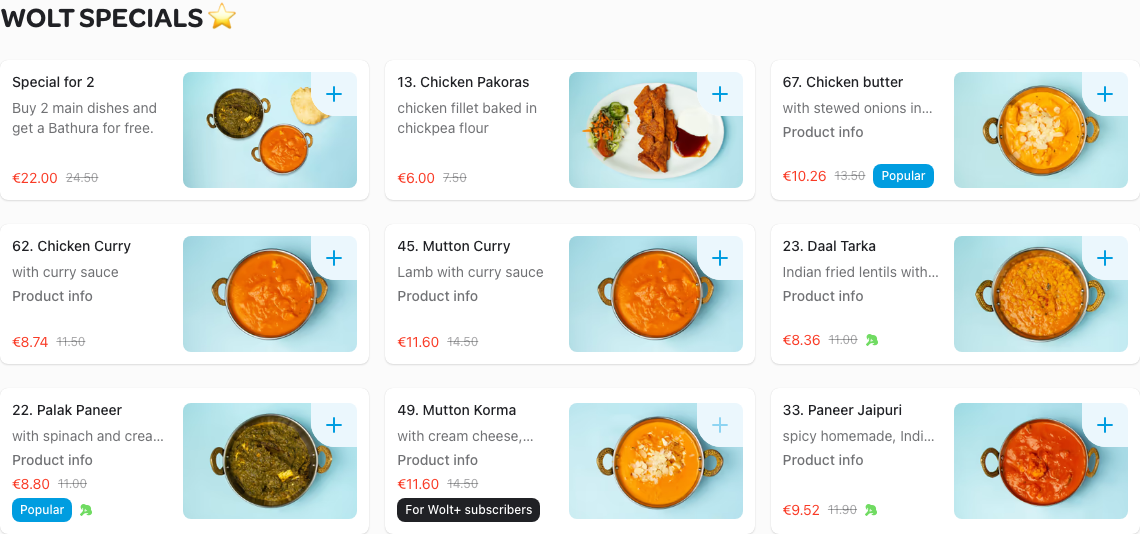 WOLT SPECIALS
Special for 2
Buy 2 main dishes and
get a Bathura for free.
€22.00 24.50
13. Chicken Pakoras
chicken fillet baked in
chickpea flour
€6.00 7.50
67. Chicken butter
with stewed onions in...
Product info
€10.26 13.50 Popular
62. Chicken Curry
with curry sauce
Product info
€8.74 11.50
45. Mutton Curry
Lamb with curry sauce
Product info
€11.60 14.50
23. Daal Tarka
Indian fried lentils with...
Product info
€8.36 11.00
22. Palak Paneer
with spinach and crea...
Product info
€8.80 11.00
Popular
49. Mutton Korma
with cream cheese,...
Product info
€11.60 14.50
For Wolt+ subscribers
33. Paneer Jaipuri
spicy homemade, Indi...
Product info
€9.52 11.90